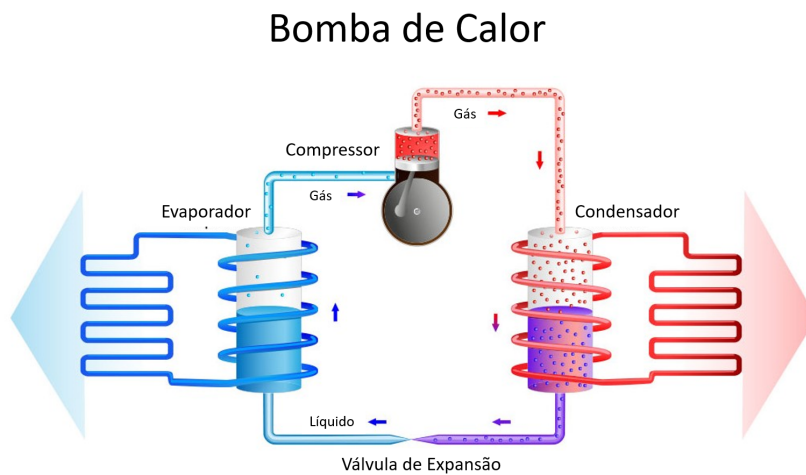 Bomba de Calor
Gás
Compressor
Gás
Evaporador
Condensador
Líquido
Válvula de Expansão